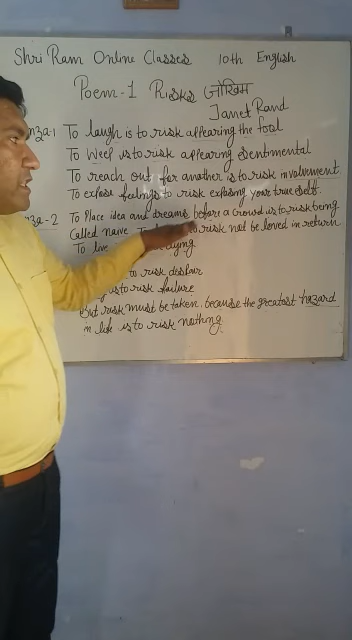 Shri Ram Online Classes 10th English
Poem-1 Risks जोखिम
Janet Rand
nza-1 To laugh is to risk appearing the fool
To Weep is to risk appearing Sentimental
To reach out for another is to risk involvement
To expose feelings to risk exposing your true self.
nza-2 To Place idea and dreams before a crowd is to risk being
Called naive To risk not be loved in return
To live dying
to risk despair
is to risk failure
But risk must be taken because the greatest hazard
in life is to risk nothing.